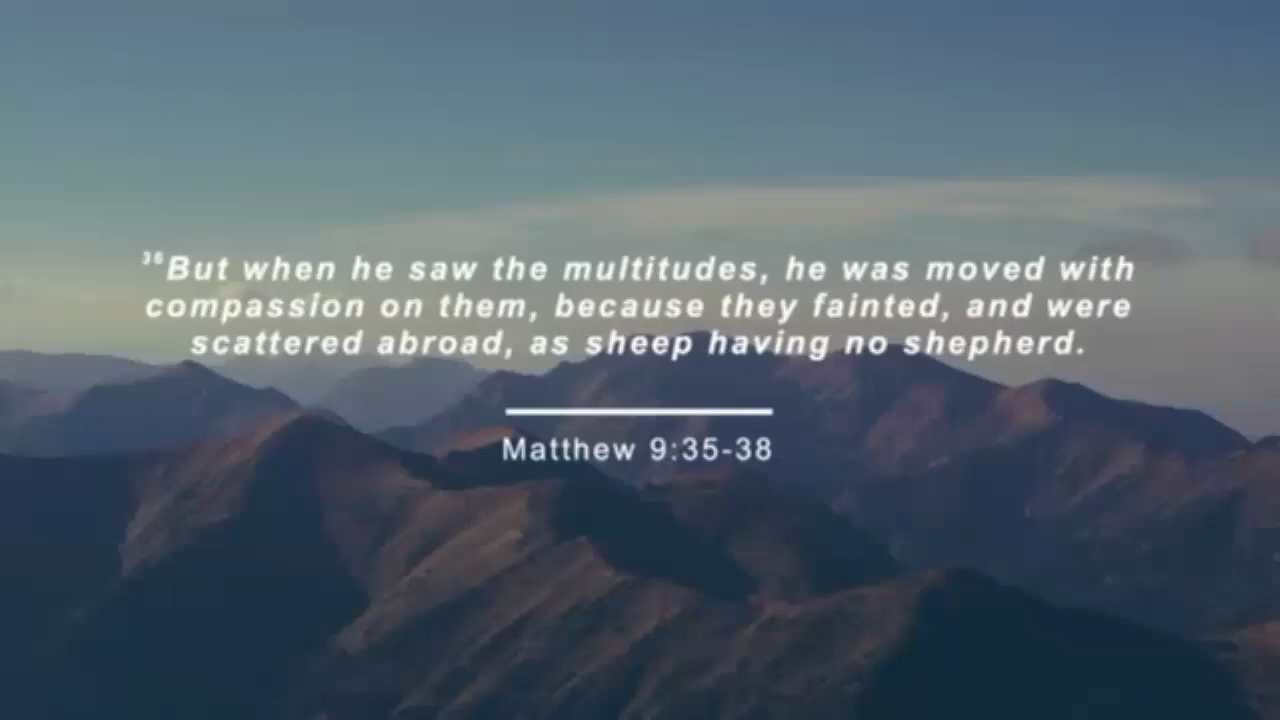 ³⁶But when he saw the multitudes, he was moved with
compassion on them, because they fainted, and were
scattered abroad, as sheep having no shepherd.
Matthew 9:35-38